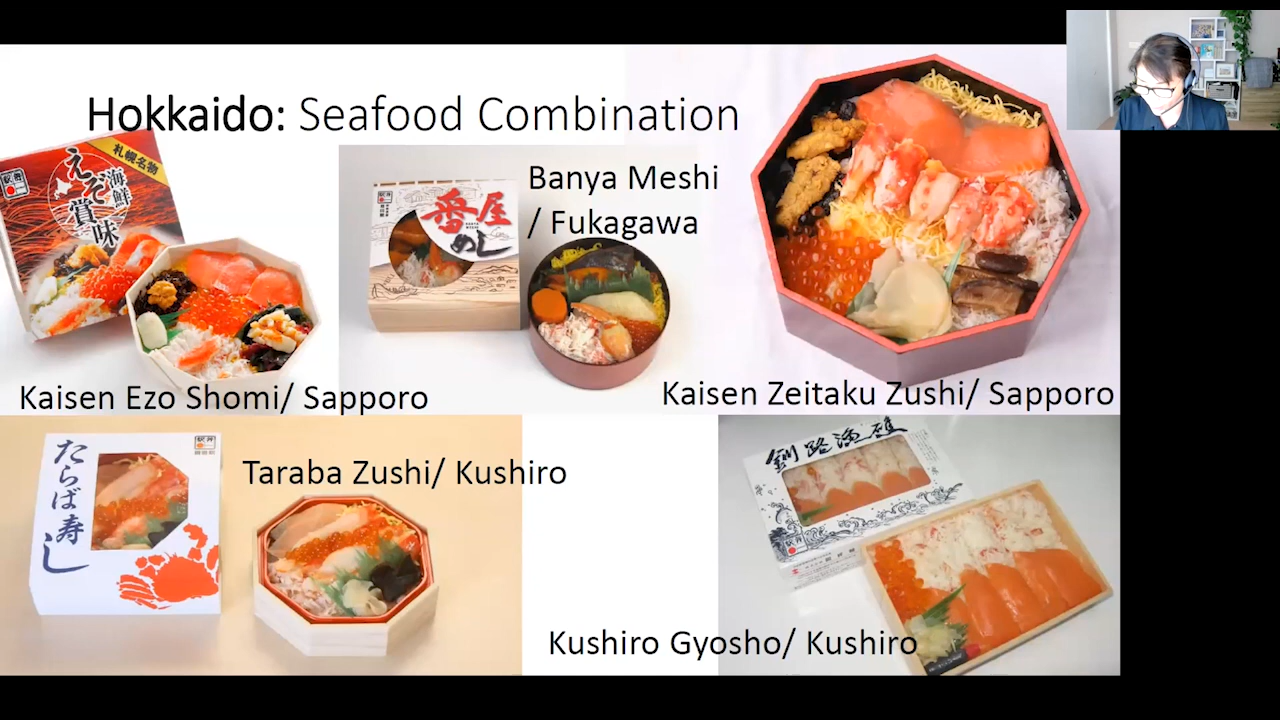 Hokkaido: Seafood Combination
札幌名物
海鮮
えぞ
賞味
Kaisen Ezo Shomi/ Sapporo
番屋
めし
Banya Meshi
/ Fukagawa
Kaisen Zeitaku Zushi/ Sapporo
たらば寿し
Taraba Zushi/ Kushiro
釧路漁礁
Kushiro Gyosho/ Kushiro